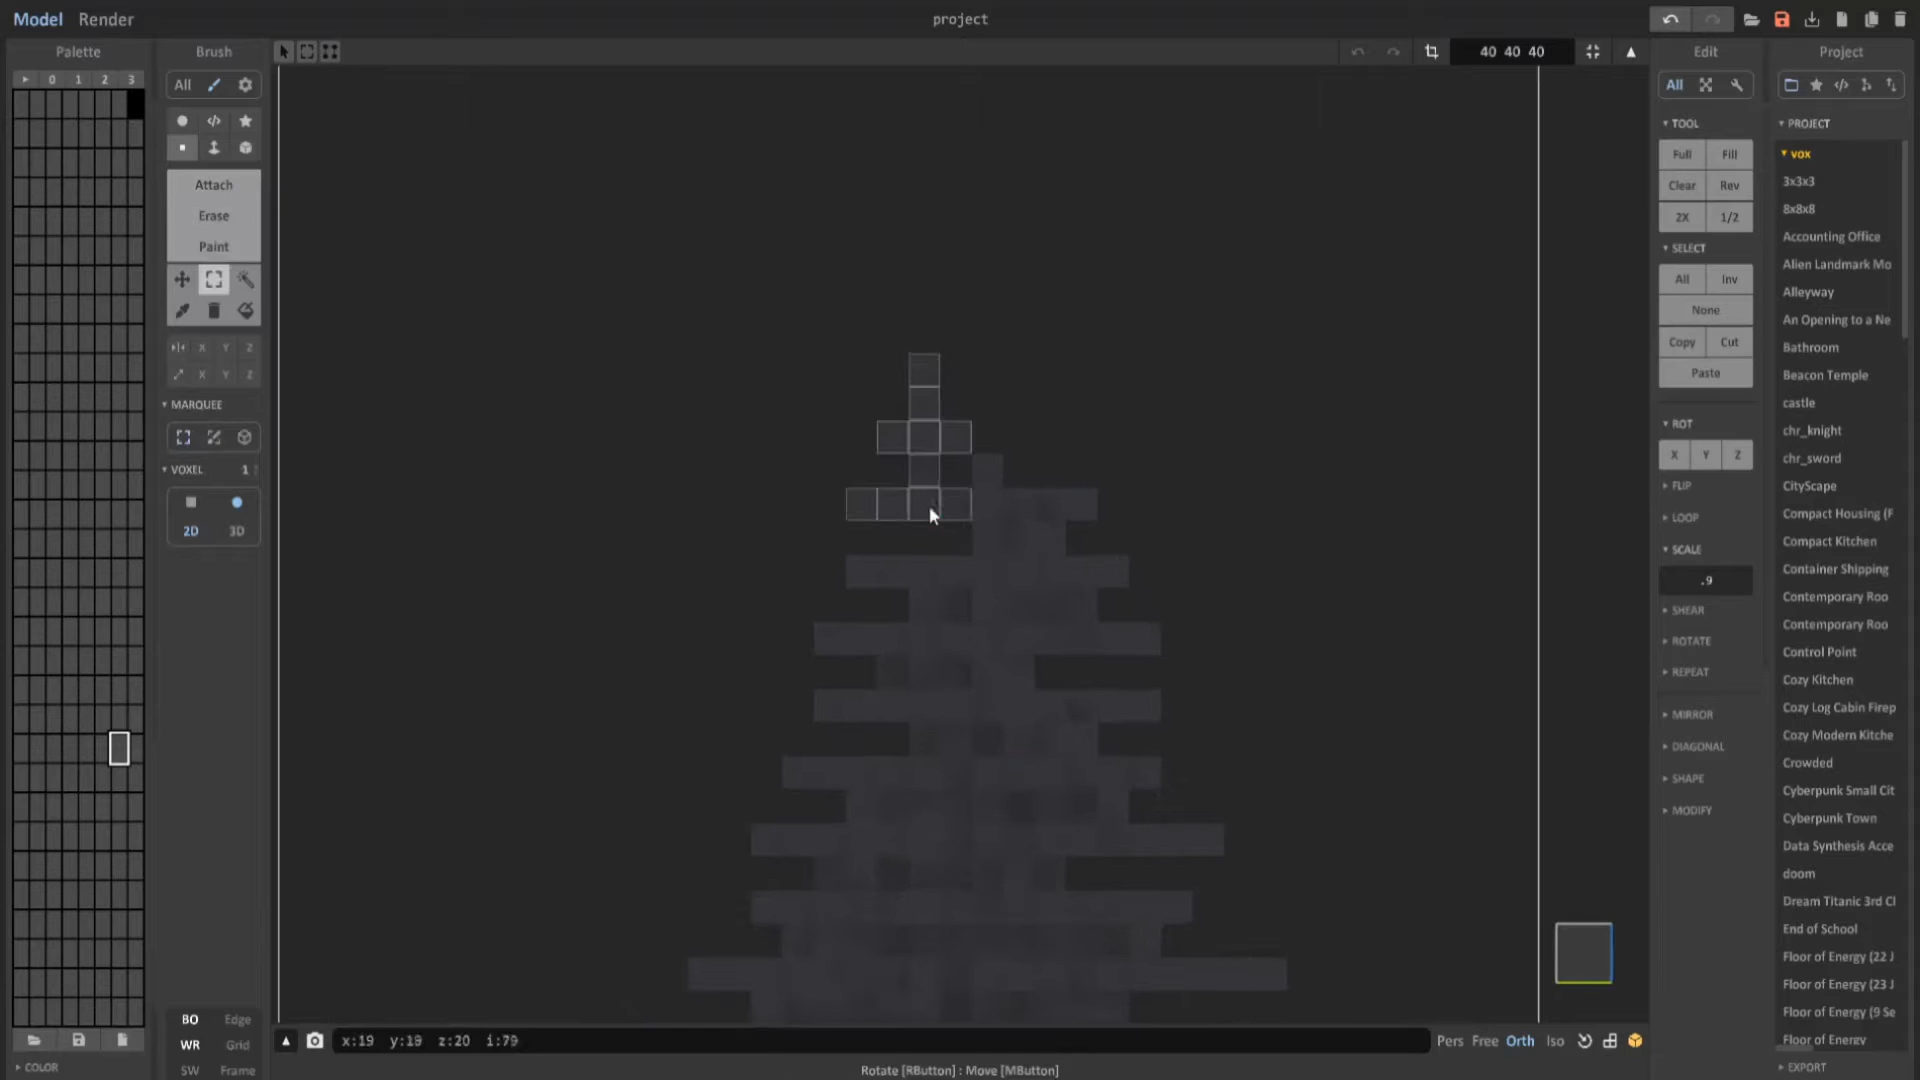 Model Render
project
Palette
Brush
40 40 40
Edit
Project
0 1 2 3
All
All
Attach
Erase
Paint
X Y Z
X Y Z
MARQUEE
VOXEL 1
2D 3D
BO Edge
WR Grid
SW Frame
COLOR
TOOL
Full Fill
Clear Rev
2X 1/2
SELECT
All Inv
None
Copy Cut
Paste
ROT
X Y Z
FLIP
LOOP
SCALE
.9
SHEAR
ROTATE
REPEAT
MIRROR
DIAGONAL
SHAPE
MODIFY
PROJECT
vox
3x3x3
8x8x8
Accounting Office
Alien Landmark Mo
Alleyway
An Opening to a Ne
Bathroom
Beacon Temple
castle
chr_knight
chr_sword
CityScape
Compact Housing (F
Compact Kitchen
Container Shipping
Contemporary Roo
Contemporary Roo
Control Point
Cozy Kitchen
Cozy Log Cabin Firep
Cozy Modern Kitche
Crowded
Cyberpunk Small Cit
Cyberpunk Town
Data Synthesis Acce
doom
Dream Titanic 3rd Cl
End of School
Floor of Energy (22 J
Floor of Energy (23 J
Floor of Energy (9 Se
Floor of Energy
EXPORT
x:19 y:19 z:20 i:79
Pers Free Orth Iso
Rotate [RButton] : Move [MButton]